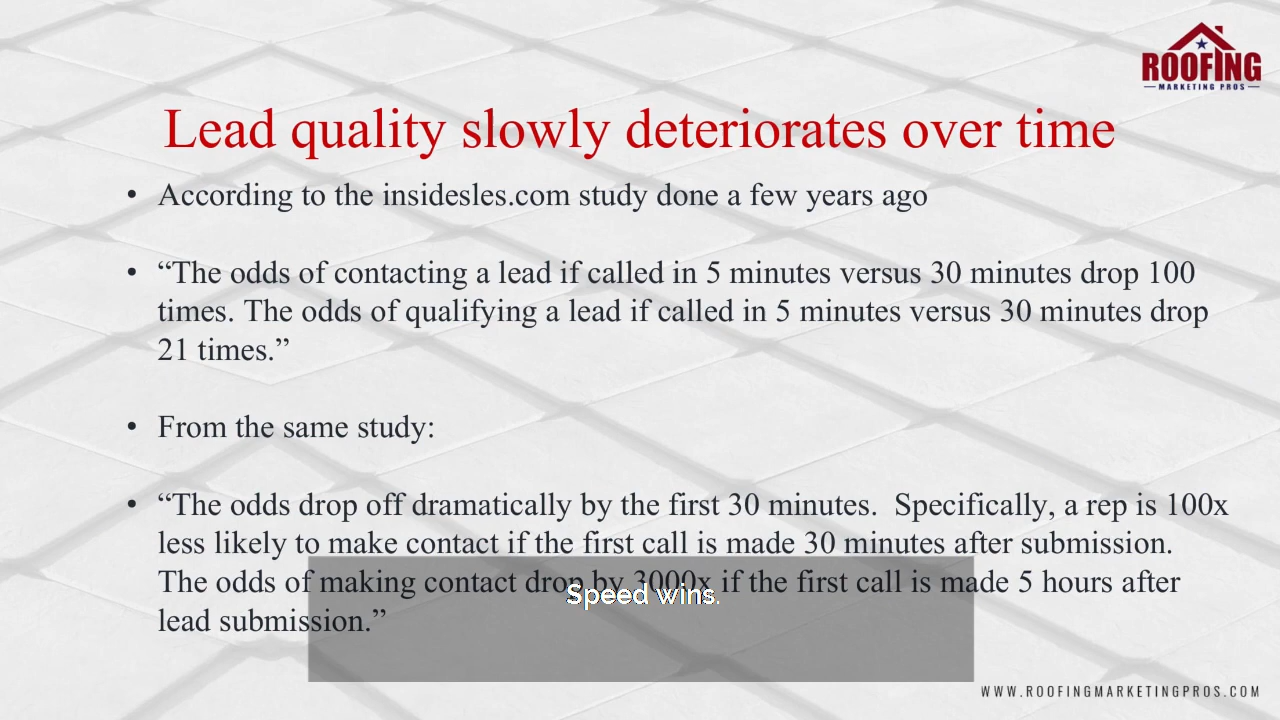 ROOFING
MARKETING PROS
Lead quality slowly deteriorates over time
• According to the insidesles.com study done a few years ago
• “The odds of contacting a lead if called in 5 minutes versus 30 minutes drop 100
times. The odds of qualifying a lead if called in 5 minutes versus 30 minutes drop
21 times.”
• From the same study:
• “The odds drop off dramatically by the first 30 minutes.  Specifically, a rep is 100x
less likely to make contact if the first call is made 30 minutes after submission.
The odds of making contact drop by 3000x if the first call is made 5 hours after
Speed wins.
lead submission.”
WWW.ROOFINGMARKETINGPROS.COM